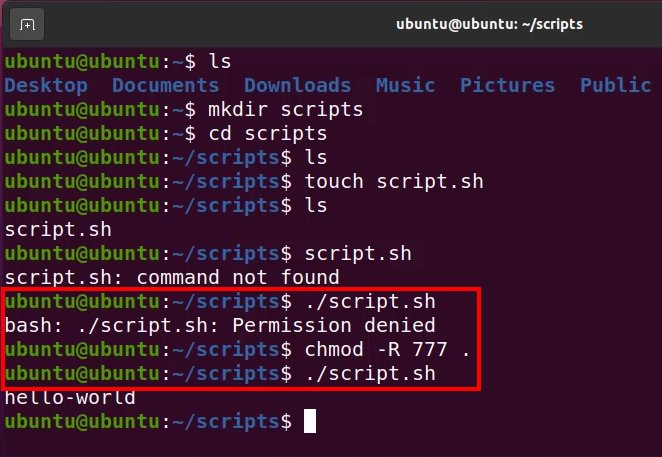 ubuntu@ubuntu: ~/scripts
ubuntu@ubuntu:~$ ls
Desktop Documents Downloads Music Pictures Public
ubuntu@ubuntu:~$ mkdir scripts
ubuntu@ubuntu:~$ cd scripts
ubuntu@ubuntu:~/scripts$ ls
ubuntu@ubuntu:~/scripts$ touch script.sh
ubuntu@ubuntu:~/scripts$ ls
script.sh
ubuntu@ubuntu:~/scripts$ script.sh
script.sh: command not found
ubuntu@ubuntu:~/scripts$ ./script.sh
bash: ./script.sh: Permission denied
ubuntu@ubuntu:~/scripts$ chmod -R 777 .
ubuntu@ubuntu:~/scripts$ ./script.sh
hello-world
ubuntu@ubuntu:~/scripts$